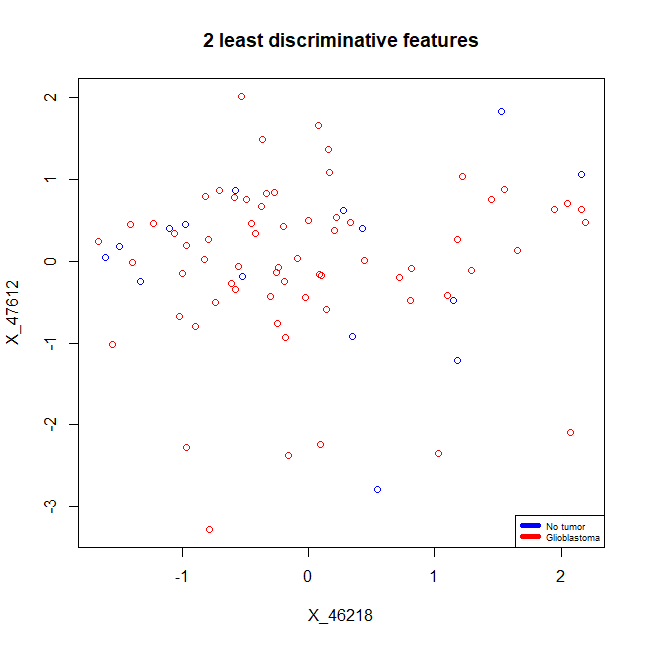 2 least discriminative features
2
1
0
-1
-2
-3
X_47612
-1 0 1 2
X_46218
No tumor
Glioblastoma